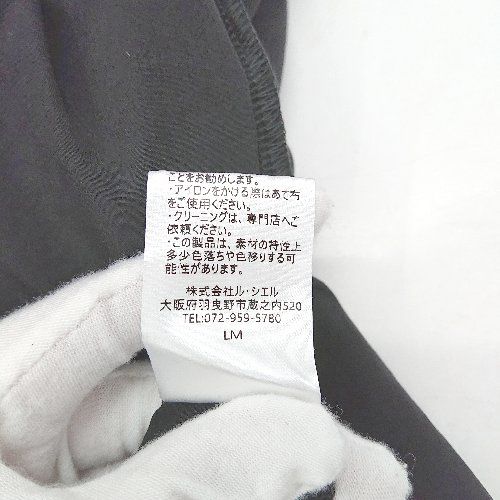 ことをお勧めします。
・アイロンをかける際はあて布
をご使用ください。
・クリーニングは、専門店へご
依頼ください。
・この製品は、素材の特性上
多少色落ちや色移りする可
能性があります。
株式会社ル・シエル
大阪府羽曳野市蔵之内520
TEL:072-959-5780
LM